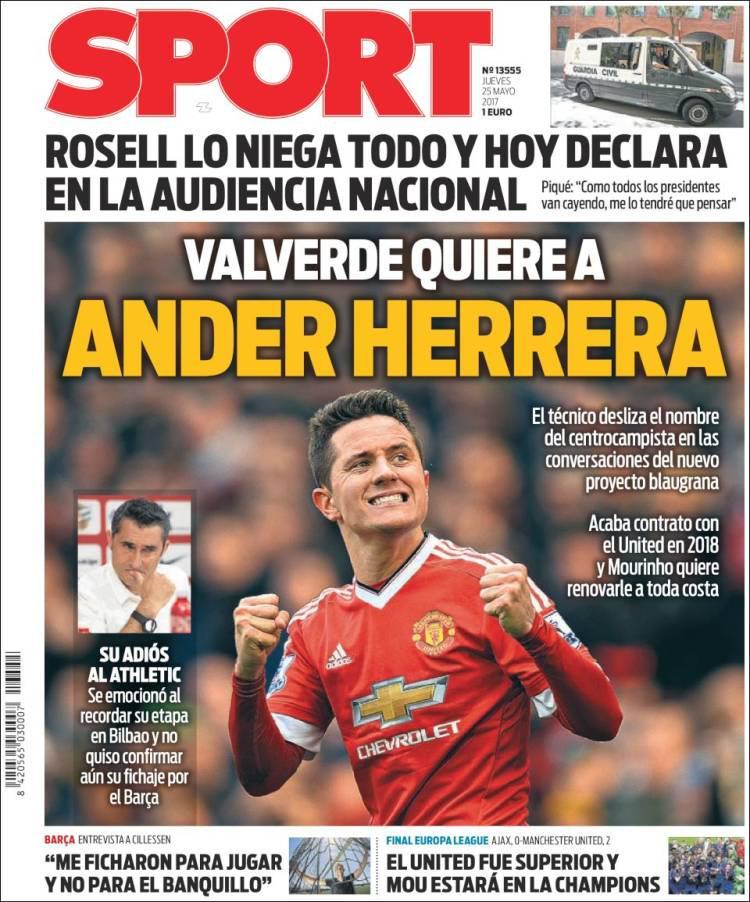 SPORT
Nº 13555
JUEVES
25 MAYO
2017
1 EURO
GUARDIA CIVIL
ROSELL LO NIEGA TODO Y HOY DECLARA
EN LA AUDIENCIA NACIONAL
Piqué: “Como todos los presidentes
van cayendo, me lo tendré que pensar”
VALVERDE QUIERE A
ANDER HERRERA
El técnico desliza el nombre
del centrocampista en las
conversaciones del nuevo
proyecto blaugrana
Acaba contrato con
el United en 2018
y Mourinho quiere
renovarle a toda costa
SU ADIÓS
AL ATHLETIC
Se emocionó al
recordar su etapa
en Bilbao y no
quiso confirmar
aún su fichaje por
el Barça
adidas
MANCHESTER UNITED
CHEVROLET
8 420565 030007
BARÇA ENTREVISTA A CILLESSEN
“ME FICHARON PARA JUGAR
Y NO PARA EL BANQUILLO”
FINAL EUROPA LEAGUE AJAX, 0-MANCHESTER UNITED, 2
EL UNITED FUE SUPERIOR Y
MOU ESTARÁ EN LA CHAMPIONS